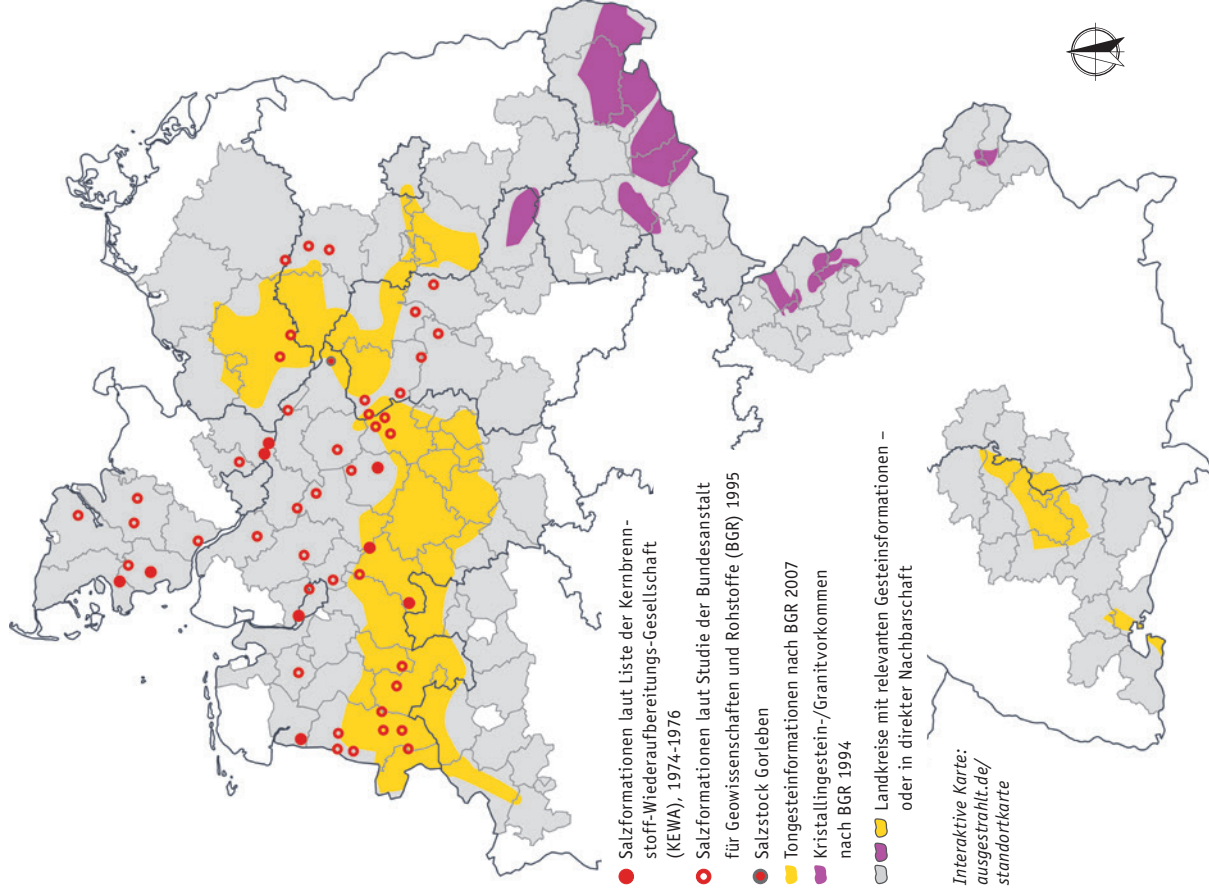 Salzformationen laut Liste der Kernbrenn-
stoff-Wiederaufbereitungs-Gesellschaft
(KEWA), 1974-1976
Salzformationen laut Studie der Bundesanstalt
für Geowissenschaften und Rohstoffe (BGR) 1995
Salzstock Gorleben
Tongesteinformationen nach BGR 2007
Kristallingestein-/Granitvorkommen
nach BGR 1994
Landkreise mit relevanten Gesteinsformationen –
oder in direkter Nachbarschaft
Interaktive Karte:
ausgestrahlt.de/
standortkarte